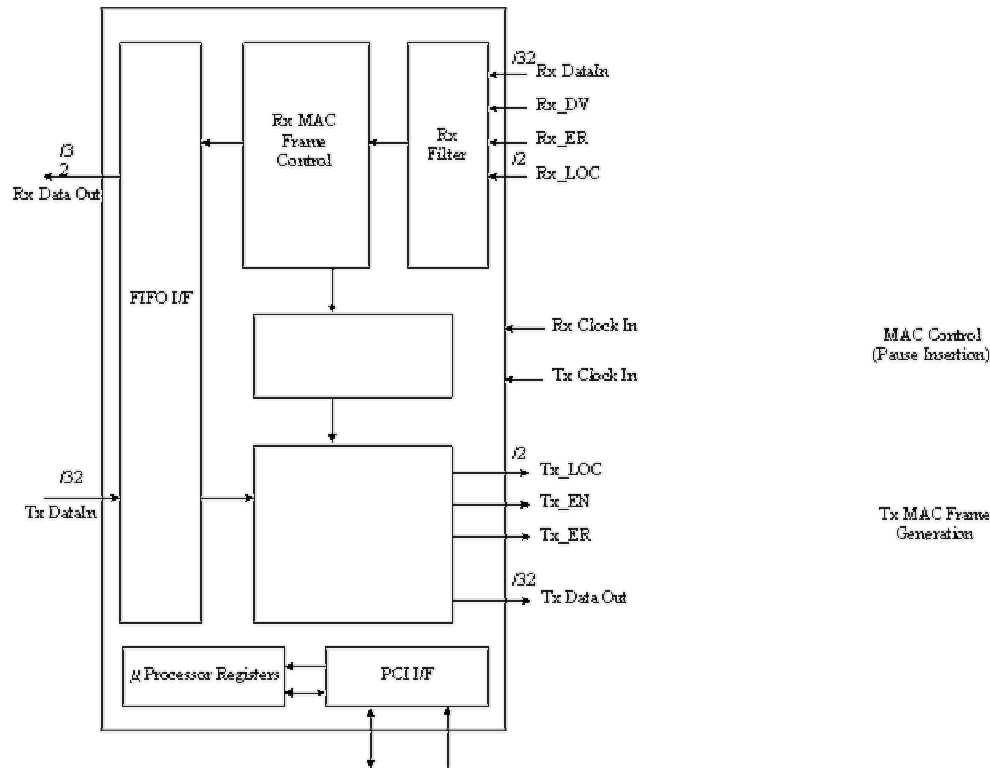 /32
Rx DataIn
Rx_DV
Rx_ER
/2
Rx_LOC
Rx MAC
Frame
Control
Rx
Filter
/3
2
Rx Data Out
FIFO I/F
Rx Clock In
Tx Clock In
MAC Control
(Pause Insertion)
/32
Tx DataIn
/2
Tx_LOC
Tx_EN
Tx_ER
/32
Tx Data Out
Tx MAC Frame
Generation
µ Processor Registers
PCI I/F